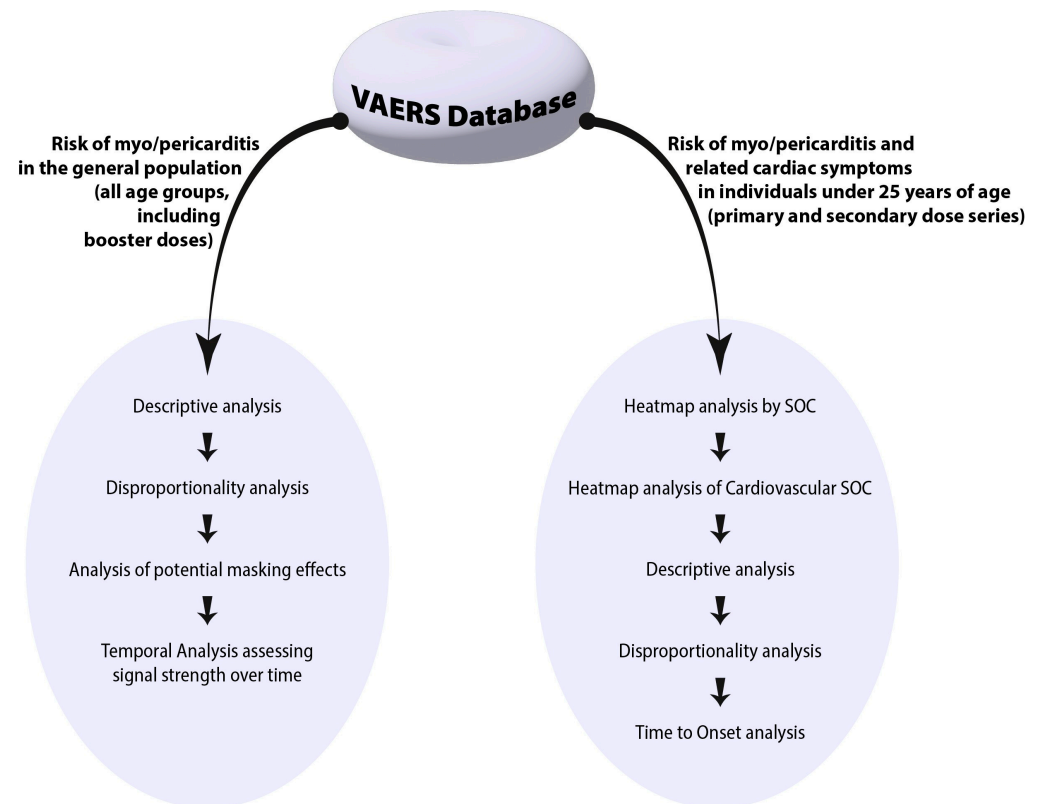 VAERS Database
Risk of myo/pericarditis
in the general population
(all age groups,
including
booster doses)
Descriptive analysis
Disproportionality analysis
Analysis of potential masking effects
Temporal Analysis assessing
signal strength over time
Risk of myo/pericarditis and
related cardiac symptoms
in individuals under 25 years of age
(primary and secondary dose series)
Heatmap analysis by SOC
Heatmap analysis of Cardiovascular SOC
Descriptive analysis
Disproportionality analysis
Time to Onset analysis